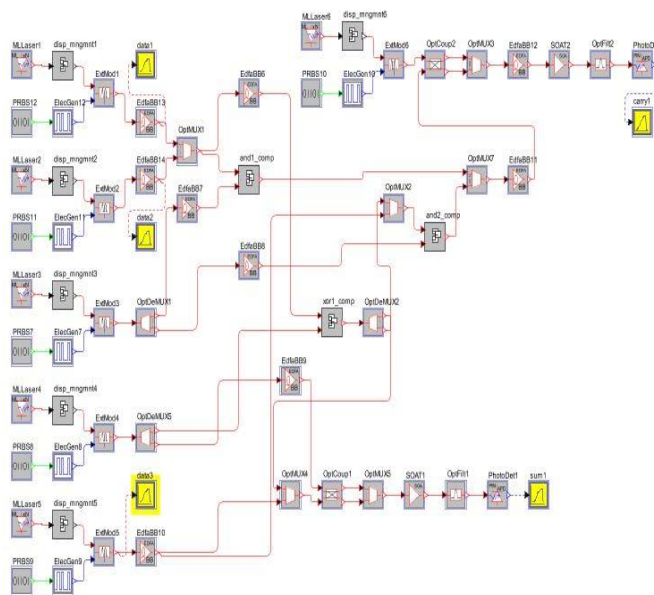 MLLaser1
disp_mngmnt1
ExtMod1
PRBS12
ElecGen12
data1
EdfaBB13
OptMUX1
EdfaBB6
MLLaser2
disp_mngmnt2
ExtMod2
PRBS11
ElecGen11
EdfaBB14
data2
EdfaBB7
and1_comp
MLLaser3
disp_mngmnt3
ExtMod3
PRBS7
ElecGen7
OptDeMUX1
EdfaBB8
xor1_comp
OptDeMUX2
OptMUX2
and2_comp
OptMUX7
EdfaBB11
MLLaser6
disp_mngmnt6
ExtMod6
PRBS10
ElecGen10
OptCoup2
OptMUX3
EdfaBB12
SOAT2
OptFilt2
PhotoD
carry1
MLLaser4
disp_mngmnt4
ExtMod4
PRBS8
ElecGen8
OptDeMUX5
EdfaBB9
MLLaser5
disp_mngmnt5
ExtMod5
PRBS9
ElecGen9
data3
EdfaBB10
OptMUX4
OptCoup1
OptMUX5
SOAT1
OptFilt1
PhotoDet1
sum1